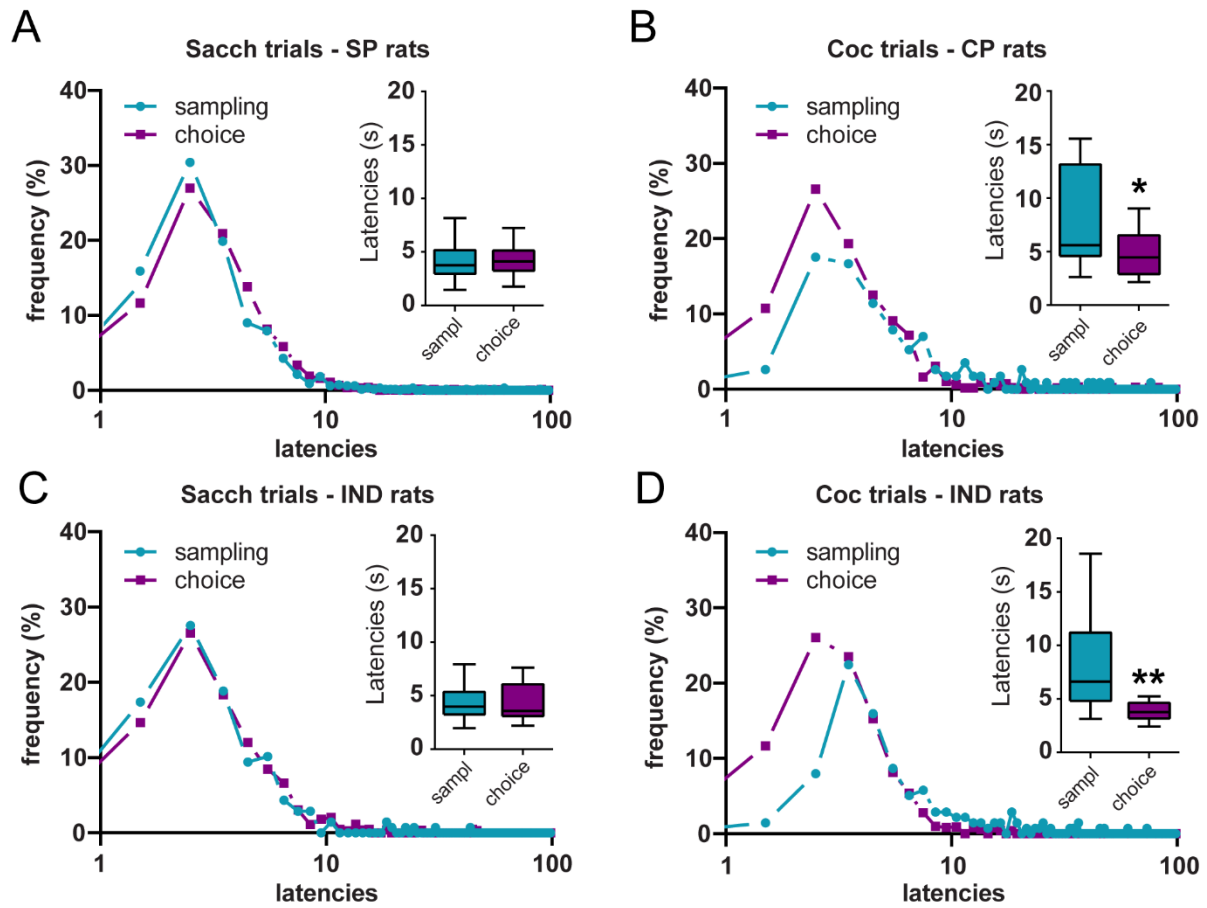 A
Sacch trials - SP rats
40
30
20
10
0
frequency (%)
sampling
choice
20
15
10
5
0
Latencies (s)
sampl
choice
1
10
100
latencies
B
Coc trials - CP rats
40
30
20
10
0
frequency (%)
sampling
choice
20
15
10
5
0
Latencies (s)
*
sampl
choice
1
10
100
latencies
C
Sacch trials - IND rats
40
30
20
10
0
frequency (%)
sampling
choice
20
15
10
5
0
Latencies (s)
sampl
choice
1
10
100
latencies
D
Coc trials - IND rats
40
30
20
10
0
frequency (%)
sampling
choice
20
15
10
5
0
Latencies (s)
**
sampl
choice
1
10
100
latencies